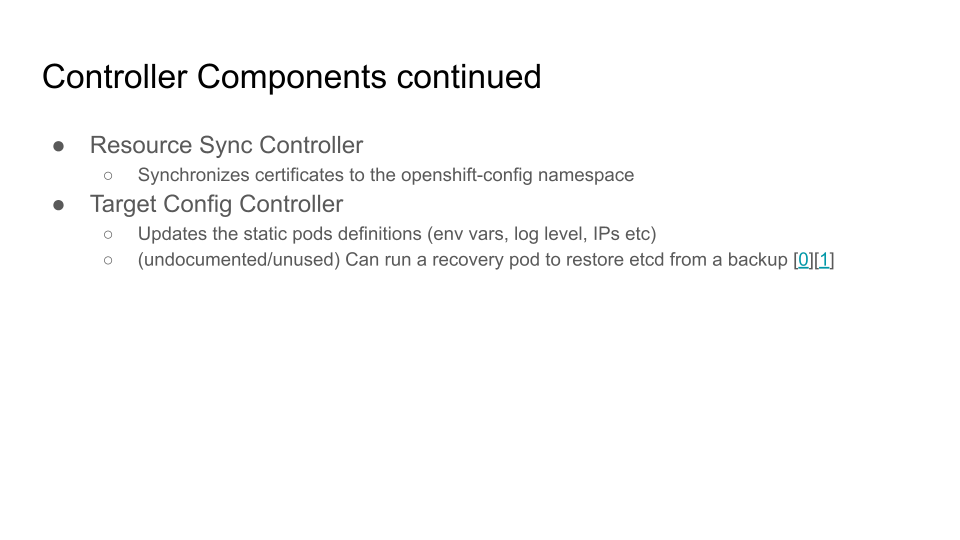 Controller Components continued
● Resource Sync Controller
○ Synchronizes certificates to the openshift-config namespace
● Target Config Controller
○ Updates the static pods definitions (env vars, log level, IPs etc)
○ (undocumented/unused) Can run a recovery pod to restore etcd from a backup [0][1]